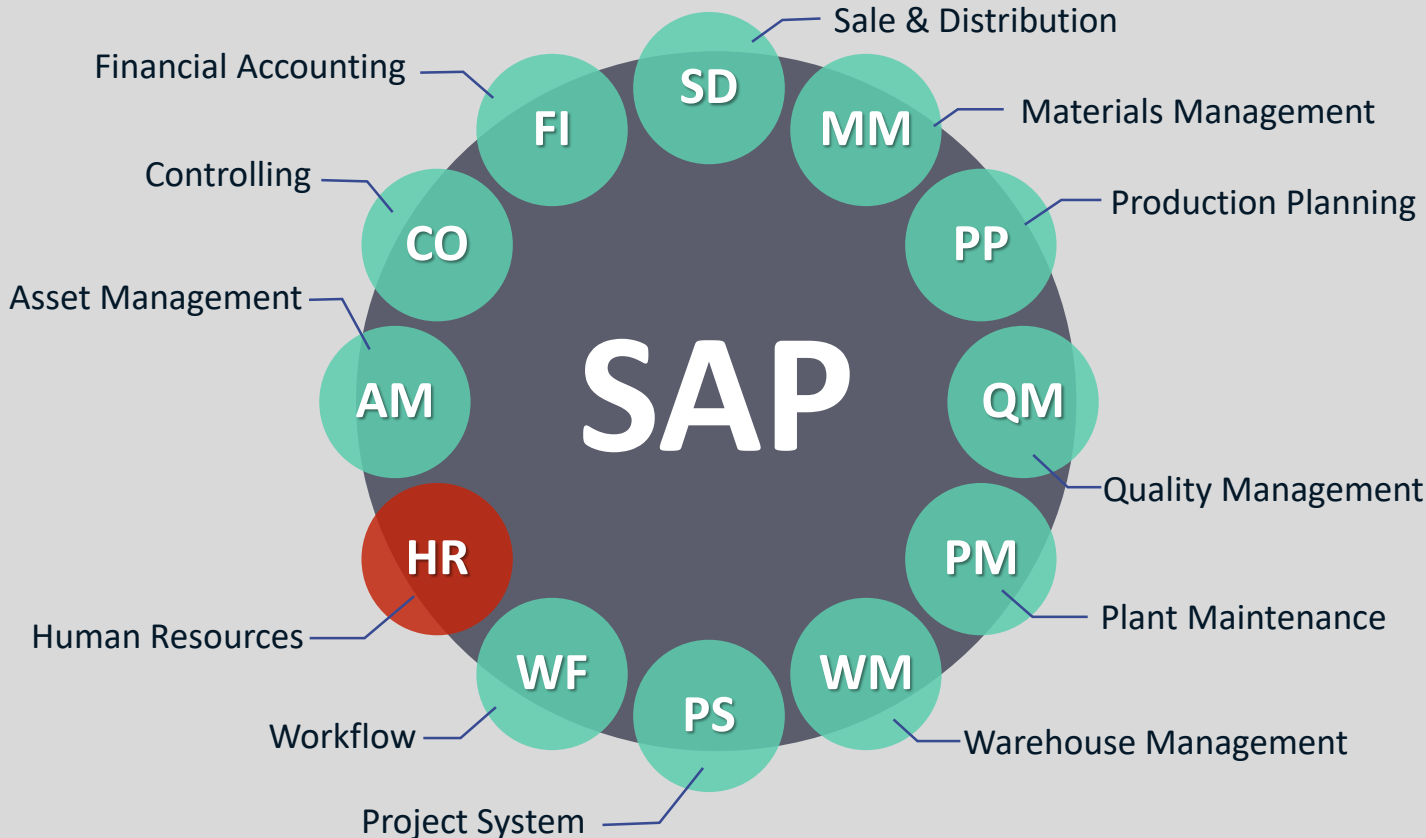 Sale & Distribution
SD
Financial Accounting
FI
MM
Materials Management
Controlling
CO
PP
Production Planning
Asset Management
AM
SAP
QM
Quality Management
HR
Human Resources
PM
Plant Maintenance
WF
Workflow
PS
Project System
WM
Warehouse Management